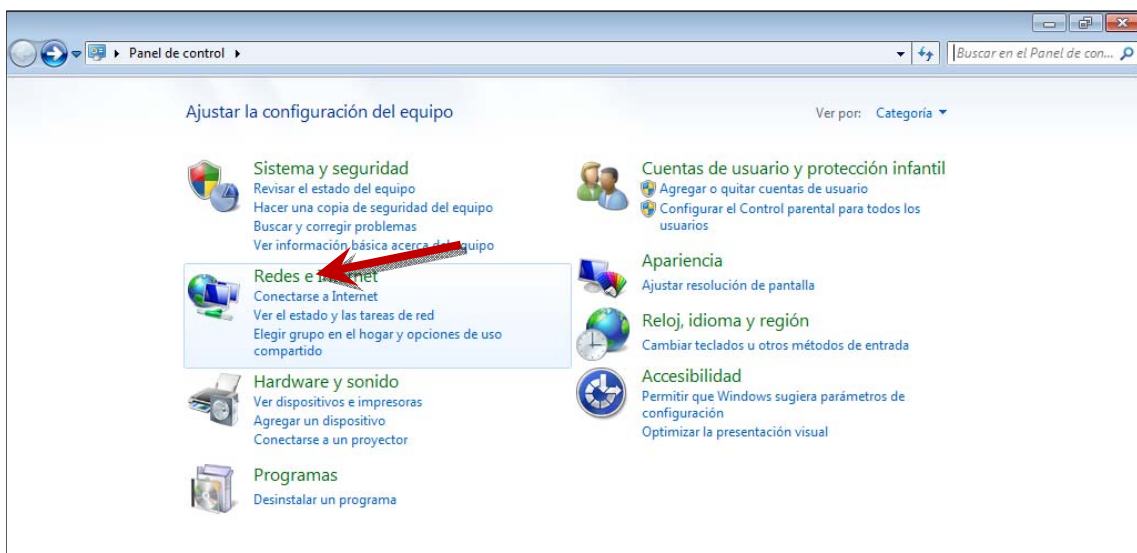 Panel de control
Buscar en el Panel de con...
Ajustar la configuración del equipo
Ver por: Categoría
Sistema y seguridad
Revisar el estado del equipo
Hacer una copia de seguridad del equipo
Buscar y corregir problemas
Ver información básica acerca del equipo
Redes e Internet
Conectarse a Internet
Ver el estado y las tareas de red
Elegir grupo en el hogar y opciones de uso
compartido
Hardware y sonido
Ver dispositivos e impresoras
Agregar un dispositivo
Conectarse a un proyector
Programas
Desinstalar un programa
Cuentas de usuario y protección infantil
Agregar o quitar cuentas de usuario
Configurar el Control parental para todos los
usuarios
Apariencia
Ajustar resolución de pantalla
Reloj, idioma y región
Cambiar teclados u otros métodos de entrada
Accesibilidad
Permitir que Windows sugiera parámetros de
configuración
Optimizar la presentación visual